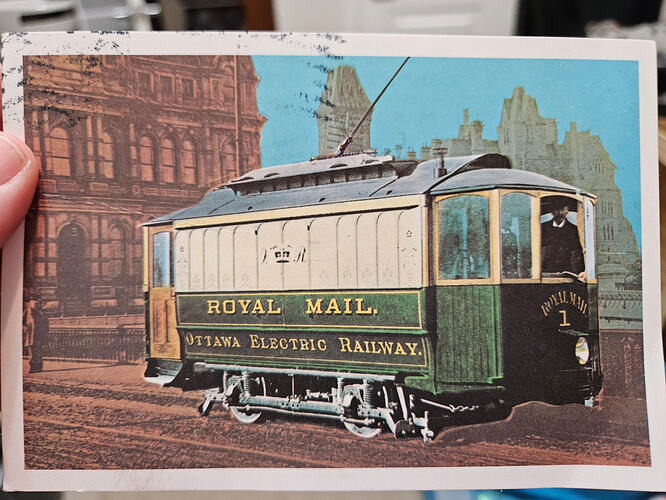 V R
ROYAL MAIL.
OTTAWA ELECTRIC RAILWAY.
ROYAL MAIL
1